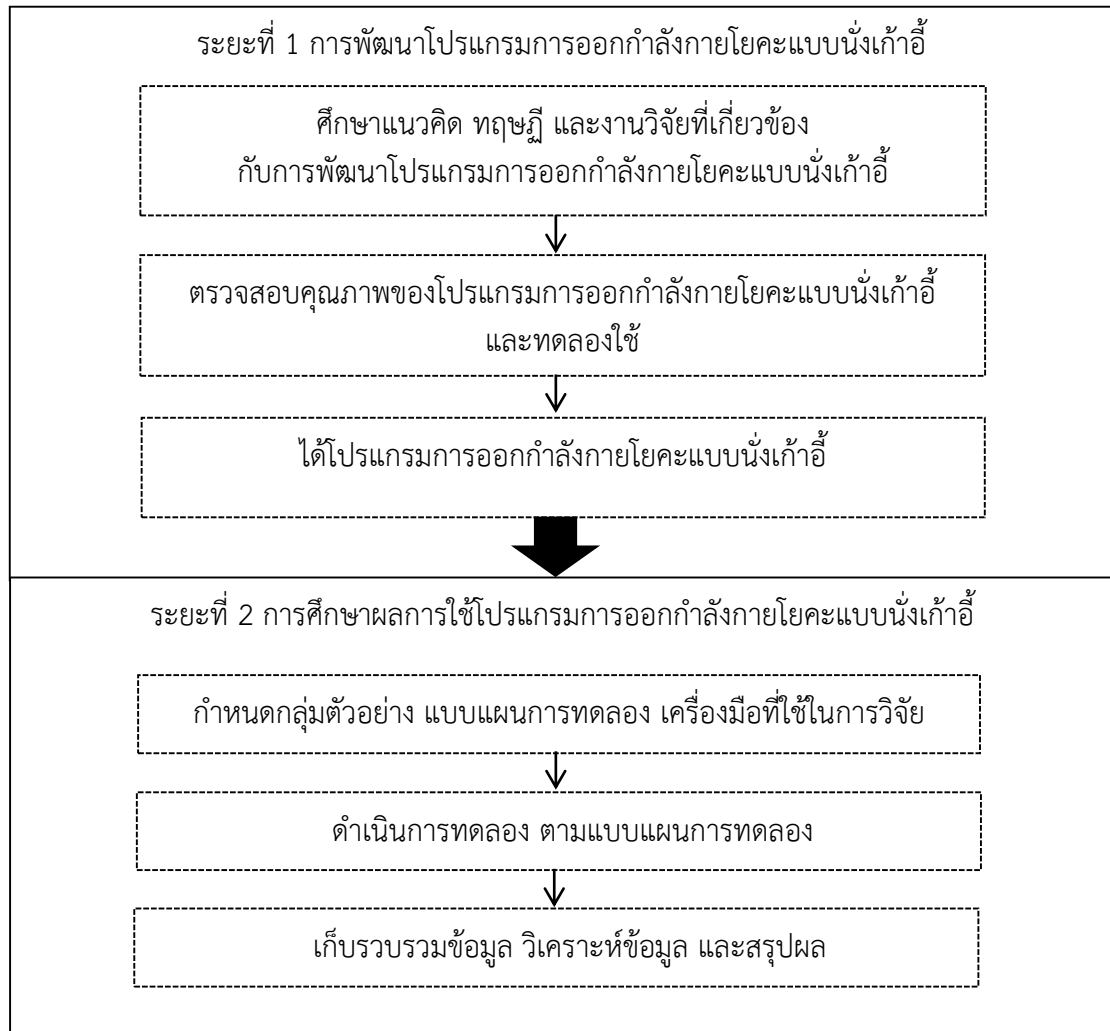 ระยะที่ 1 การพัฒนาโปรแกรมการออกกำลังกายโยคะแบบนั่งเก้าอี้
ศึกษาแนวคิด ทฤษฏี และงานวิจัยที่เกี่ยวข้อง
กับการพัฒนาโปรแกรมการออกกำลังกายโยคะแบบนั่งเก้าอี้
ตรวจสอบคุณภาพของโปรแกรมการออกกำลังกายโยคะแบบนั่งเก้าอี้
และทดลองใช้
ได้โปรแกรมการออกกำลังกายโยคะแบบนั่งเก้าอี้
ระยะที่ 2 การศึกษาผลการใช้โปรแกรมการออกกำลังกายโยคะแบบนั่งเก้าอี้
กำหนดกลุ่มตัวอย่าง แบบแผนการทดลอง เครื่องมือที่ใช้ในการวิจัย
ดำเนินการทดลอง ตามแบบแผนการทดลอง
เก็บรวบรวมข้อมูล วิเคราะห์ข้อมูล และสรุปผล